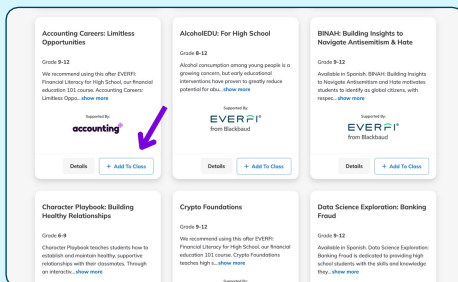 Accounting Careers: Limitless
Opportunities
Grade 9-12
We recommend using this after EVERFI:
Financial Literacy for High School, our financial
education 101 course. Accounting Careers:
Limitless Oppo...show more
Supported By:
accounting+
Details
+ Add To Class
AlcoholEDU: For High School
Grade 9-12
Alcohol consumption among young people is a
growing concern, but early educational
interventions have proven to greatly reduce
potential for abu...show more
Supported By:
EVERFI®
from Blackbaud
Details
+ Add To Class
BINAH: Building Insights to
Navigate Antisemitism & Hate
Grade 9-12
Available in Spanish. BINAH: Building Insights
to Navigate Antisemitism and Hate motivates
students to identify as global citizens, with
respec...show more
Supported By:
EVERFI®
from Blackbaud
Details
+ Add To Class
Character Playbook: Building
Healthy Relationships
Grade 6-9
Character Playbook teaches students how to
establish and maintain healthy, supportive
relationships with their classmates. Through
an interactiv...show more
Crypto Foundations
Grade 9-12
We recommend using this after EVERFI:
Financial Literacy for High School, our financial
education 101 course. Crypto Foundations
teaches high s...show more
Supported By:
Data Science Exploration: Banking
Fraud
Grade 9-12
Available in Spanish. Data Science Exploration:
Banking Fraud is dedicated to providing high
school students with the skills and knowledge
they...show more